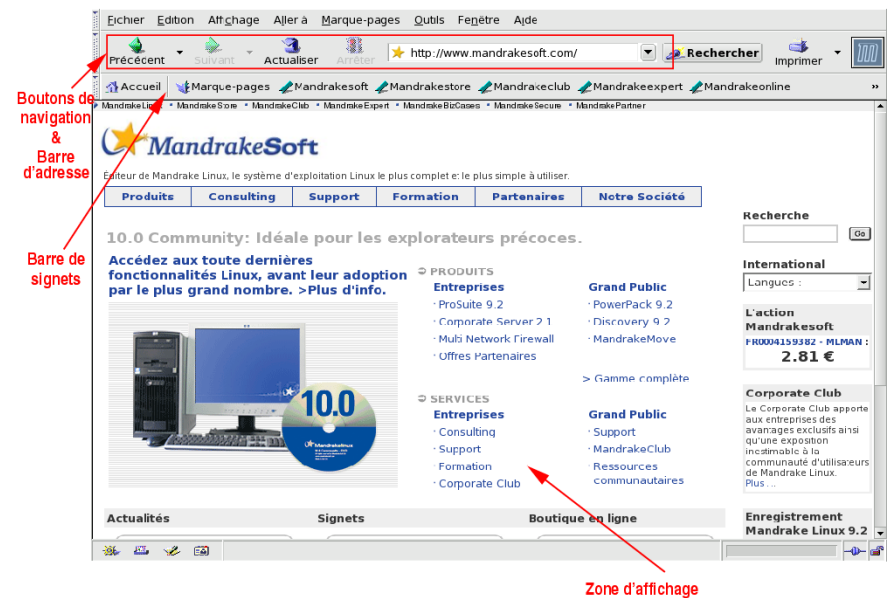 Fichier Edition Affichage Aller à Marque-pages Outils Fenêtre Aide
Précécent Suivant Actualiser Arrêter http://www.mandrakesoft.com/ Rechercher Imprimer
Accueil Marque-pages Mandrakesoft Mandrakestore Mandrakeclub Mandrakeexpert Mandrakeonline »
MandrakeLinux MandrakeStore MandrakeClub MandrakeExpert MandrakeBizCases MandrakeSecure MandrakePartner
Boutons de
navigation
&
Barre
d'adresse
MandrakeSoft
Éditeur de Mandrake Linux, le système d'exploitation Linux le plus complet et le plus simple à utiliser.
Produits Consulting Support Formation Partenaires Notre Société
Barre de
signets
10.0 Community: Idéale pour les explorateurs précoces.
Accédez aux toute dernières
fonctionnalités Linux, avant leur adoption
par le plus grand nombre. >Plus d'info.
10.0
Mandrakelinux
PRODUITS
Entreprises
· ProSuite 9.2
· Corporate Server 2.1
· Multi Network Firewall
· Offres Partenaires
Grand Public
· PowerPack 9.2
· Discovery 9.2
· MandrakeMove
> Gamme complète
SERVICES
Entreprises
· Consulting
· Support
· Formation
· Corporate Club
Grand Public
· Support
· MandrakeClub
· Ressources
communautaires
Recherche
Go
International
Langues :
L'action
Mandrakesoft
FR0004159382 - MLMAN :
2.81 €
Corporate Club
Le Corporate Club apporte
aux entreprises des
avantages exclusifs ainsi
qu'une exposition
inestimable à la
communauté d'utilisateurs
de Mandrake Linux.
Plus ...
Actualités Signets Boutique en ligne
Enregistrement
Mandrake Linux 9.2
Zone d'affichage